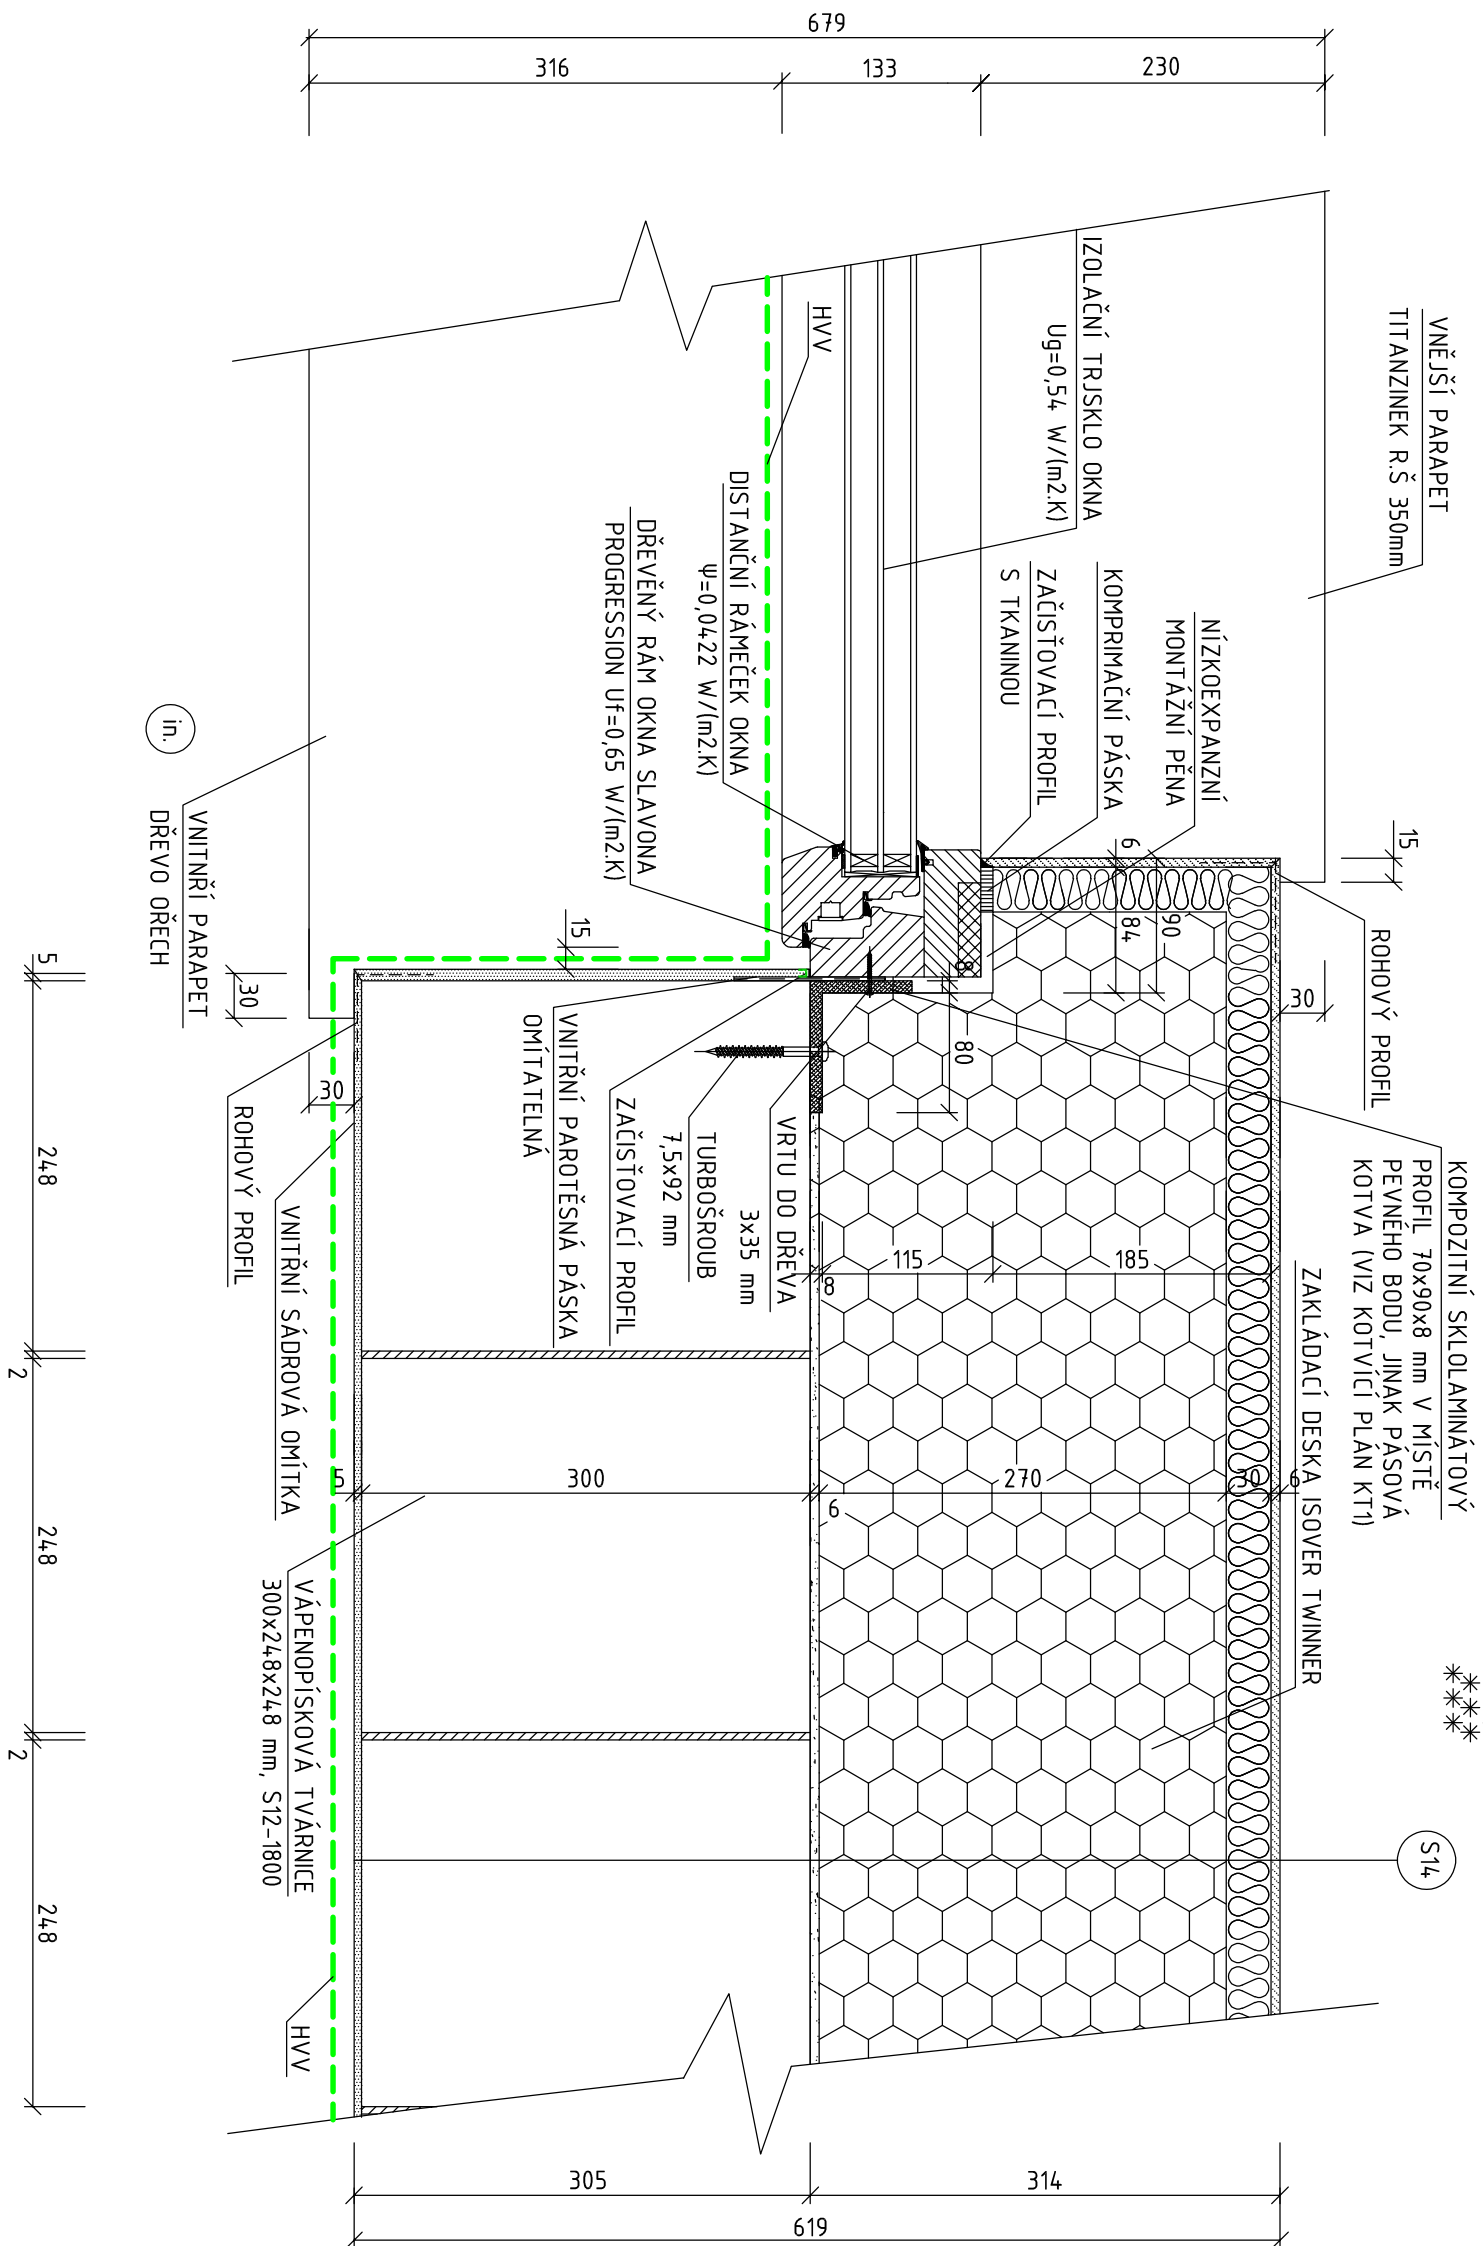 679
316
133
230
VNĚJŠÍ PARAPET
TITANZINEK R.Š 350mm
IZOLAČNÍ TRJSKLO OKNA
Ug=0,54 W/(m2.K)
HVV
DISTANČNÍ RÁMEČEK OKNA
Ψ=0,0422 W/(m2.K)
DŘEVĚNÝ RÁM OKNA SLAVONA
PROGRESSION Uf=0,65 W/(m2.K)
NÍZKOEXPANZNÍ
MONTÁŽNÍ PĚNA
KOMPRIMAČNÍ PÁSKA
ZAČIŠŤOVACÍ PROFIL
S TKANINOU
in.
VNITNRŘÍ PARAPET
DŘEVO OŘECH
15
6
90
84
8
80
30
ROHOVÝ PROFIL
15
5
30
30
KOMPOZITNÍ SKLOLAMINÁTOVÝ
PROFIL 70x90x8 mm V MÍSTĚ
PEVNÉHO BODU, JINAK PÁSOVÁ
KOTVA (VIZ KOTVÍCÍ PLÁN KT1)
ZAKLÁDACÍ DESKA ISOVER TWINNER
115
185
8
VRTU DO DŘEVA
3x35 mm
TURBOŠROUB
7,5x92 mm
ZAČISŤOVACÍ PROFIL
VNITŘNÍ PAROTĚSNÁ PÁSKA
OMÍTATELNÁ
ROHOVÝ PROFIL
VNITŘNÍ SÁDROVÁ OMÍTKA
5
300
6
270
30
6
VÁPENOPÍSKOVÁ TVÁRNICE
300x248x248 mm, S12-1800
S14
HVV
248
2
248
2
248
305
314
619